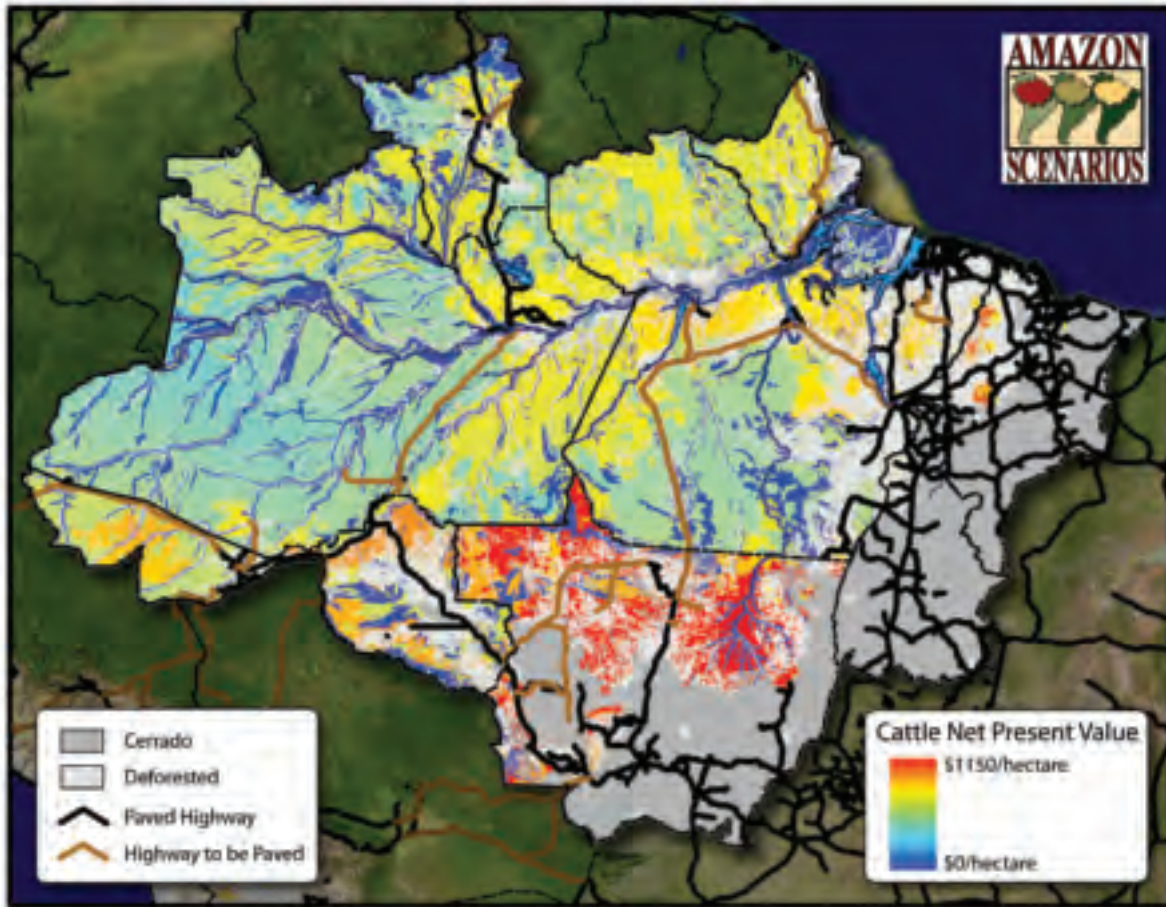 AMAZON
SCENARIOS
Cerrado
Deforested
Paved Highway
Highway to be Paved
Cattle Net Present Value
$1150/hectare
$0/hectare